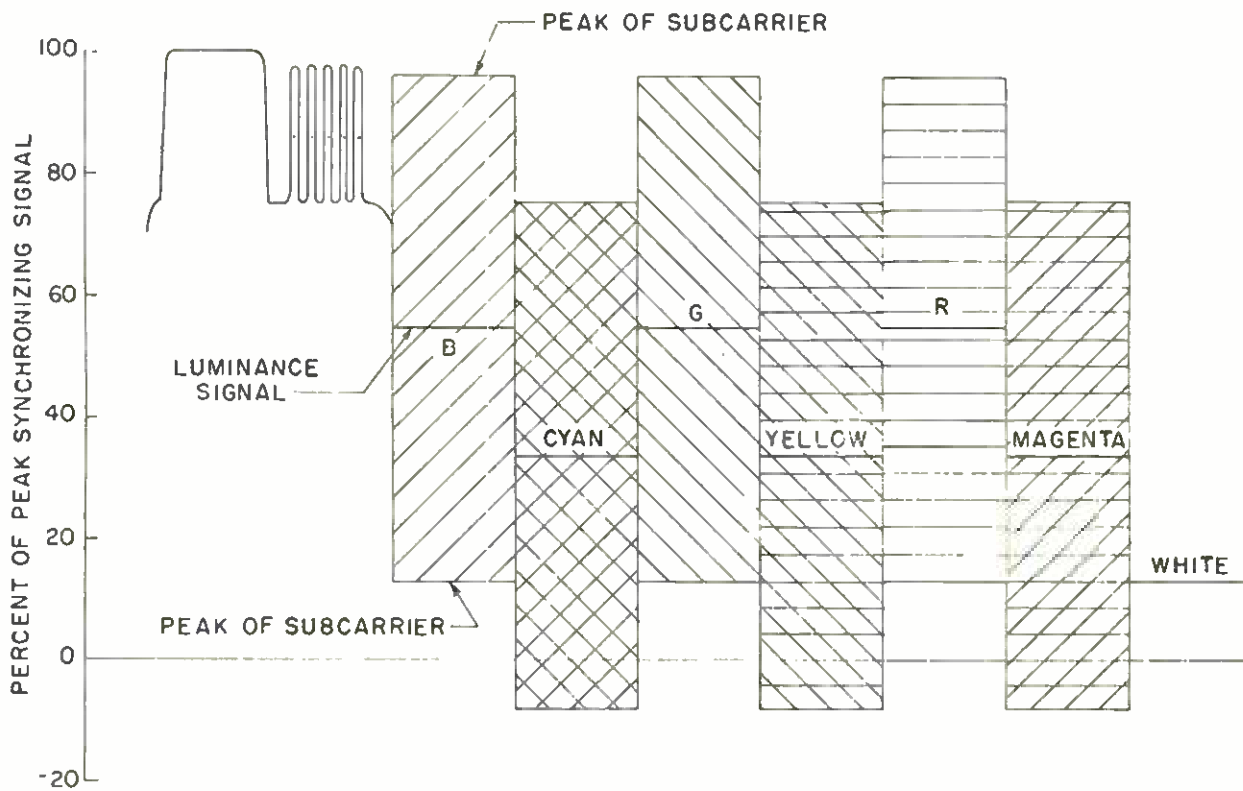 PEAK OF SUBCARRIER
100
80
60
40
20
0
-20
PERCENT OF PEAK SYNCHRONIZING SIGNAL
G
R
B
LUMINANCE
SIGNAL
CYAN
YELLOW
MAGENTA
WHITE
PEAK OF SUBCARRIER